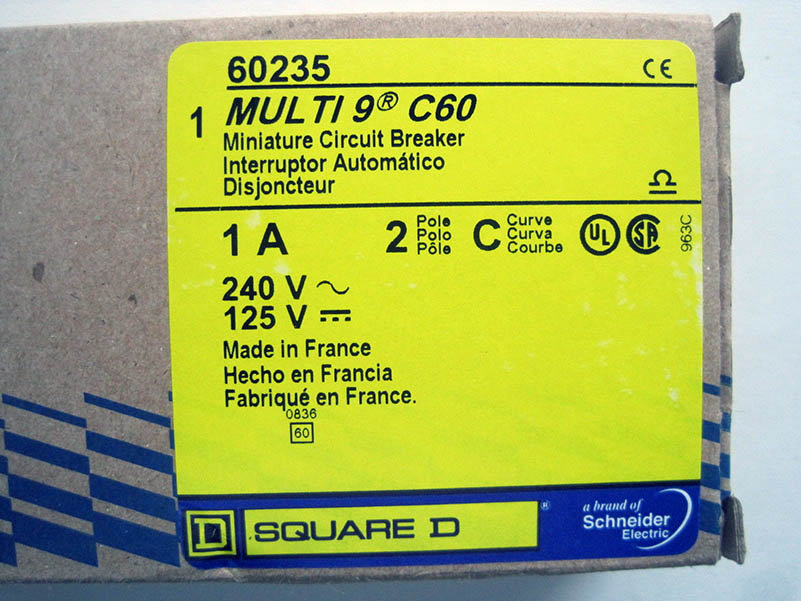 60235
CE
1 MULTI 9® C60
Miniature Circuit Breaker
Interruptor Automático
Disjoncteur
1 A
2 Pole
Polo
Pôle
C Curve
Curva
Courbe
UL
SA
963C
240 V ~
125 V ⎓
Made in France
Hecho en Francia
Fabriqué en France.
0836
60
D SQUARE D ®
a brand of
Schneider
Electric